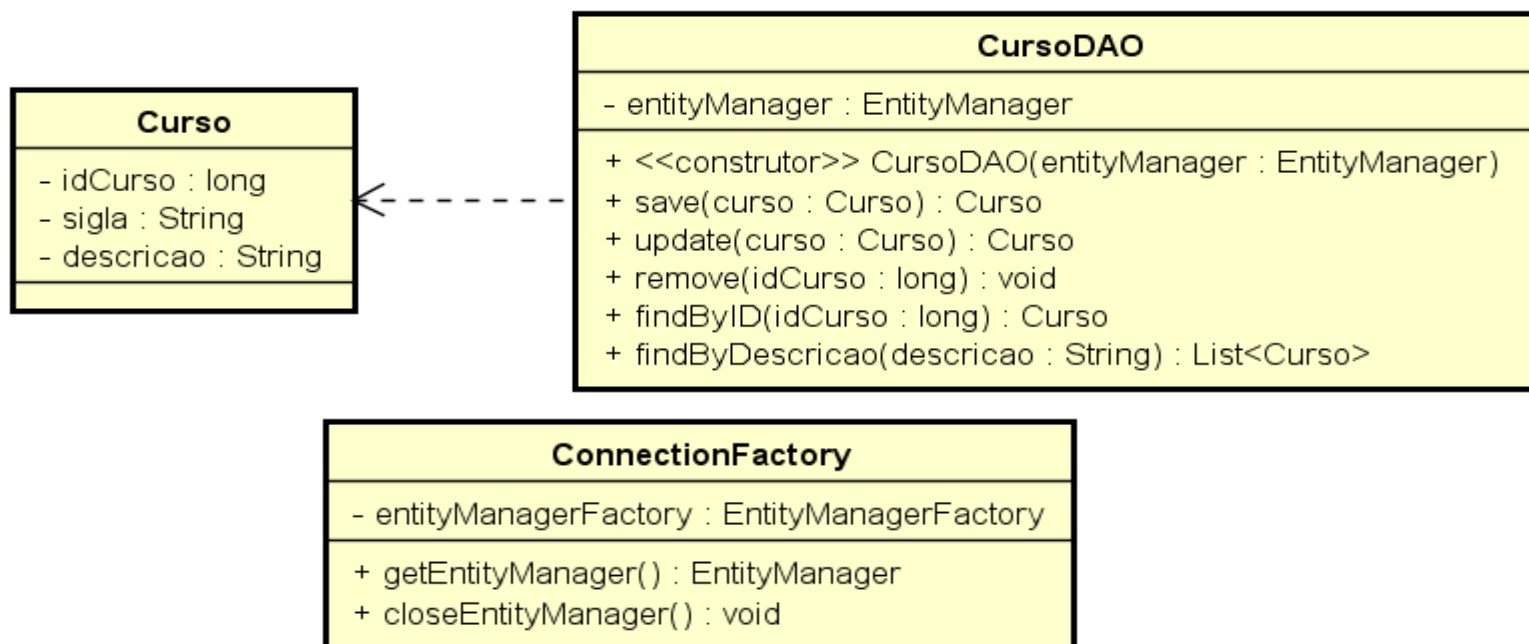 Curso
- idCurso : long
- sigla : String
- descricao : String
CursoDAO
- entityManager : EntityManager
+ <<construtor>> CursoDAO(entityManager : EntityManager)
+ save(curso : Curso) : Curso
+ update(curso : Curso) : Curso
+ remove(idCurso : long) : void
+ findByID(idCurso : long) : Curso
+ findByDescricao(descricao : String) : List<Curso>
ConnectionFactory
- entityManagerFactory : EntityManagerFactory
+ getEntityManager() : EntityManager
+ closeEntityManager() : void